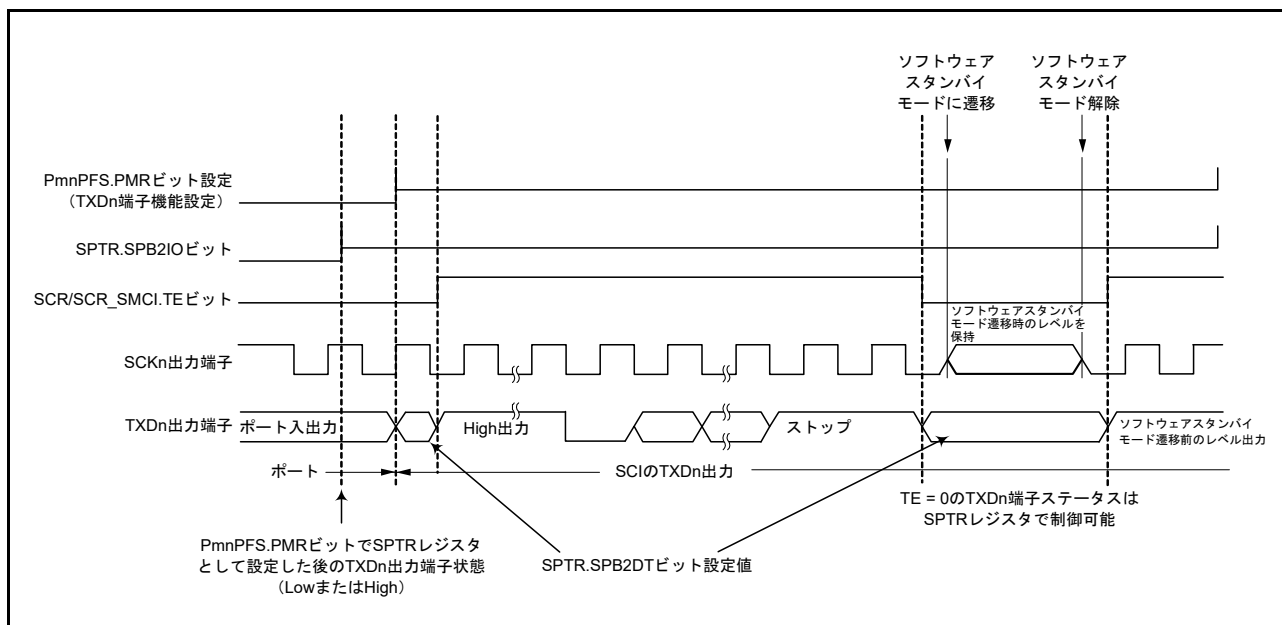 ソフトウェア
スタンバイ
モードに遷移
ソフトウェア
スタンバイ
モード解除
PmnPFS.PMRビット設定
（TXDn端子機能設定）
SPTR.SPB2IOビット
SCR/SCR_SMCI.TEビット
ソフトウェアスタンバイ
モード遷移時のレベルを
保持
SCKn出力端子
TXDn出力端子
ポート入出力
High出力
ストップ
ソフトウェアスタンバイ
モード遷移前のレベル出力
ポート
SCIのTXDn出力
TE = 0のTXDn端子ステータスは
SPTRレジスタで制御可能
PmnPFS.PMRビットでSPTRレジスタ
として設定した後のTXDn出力端子状態
（LowまたはHigh）
SPTR.SPB2DTビット設定値